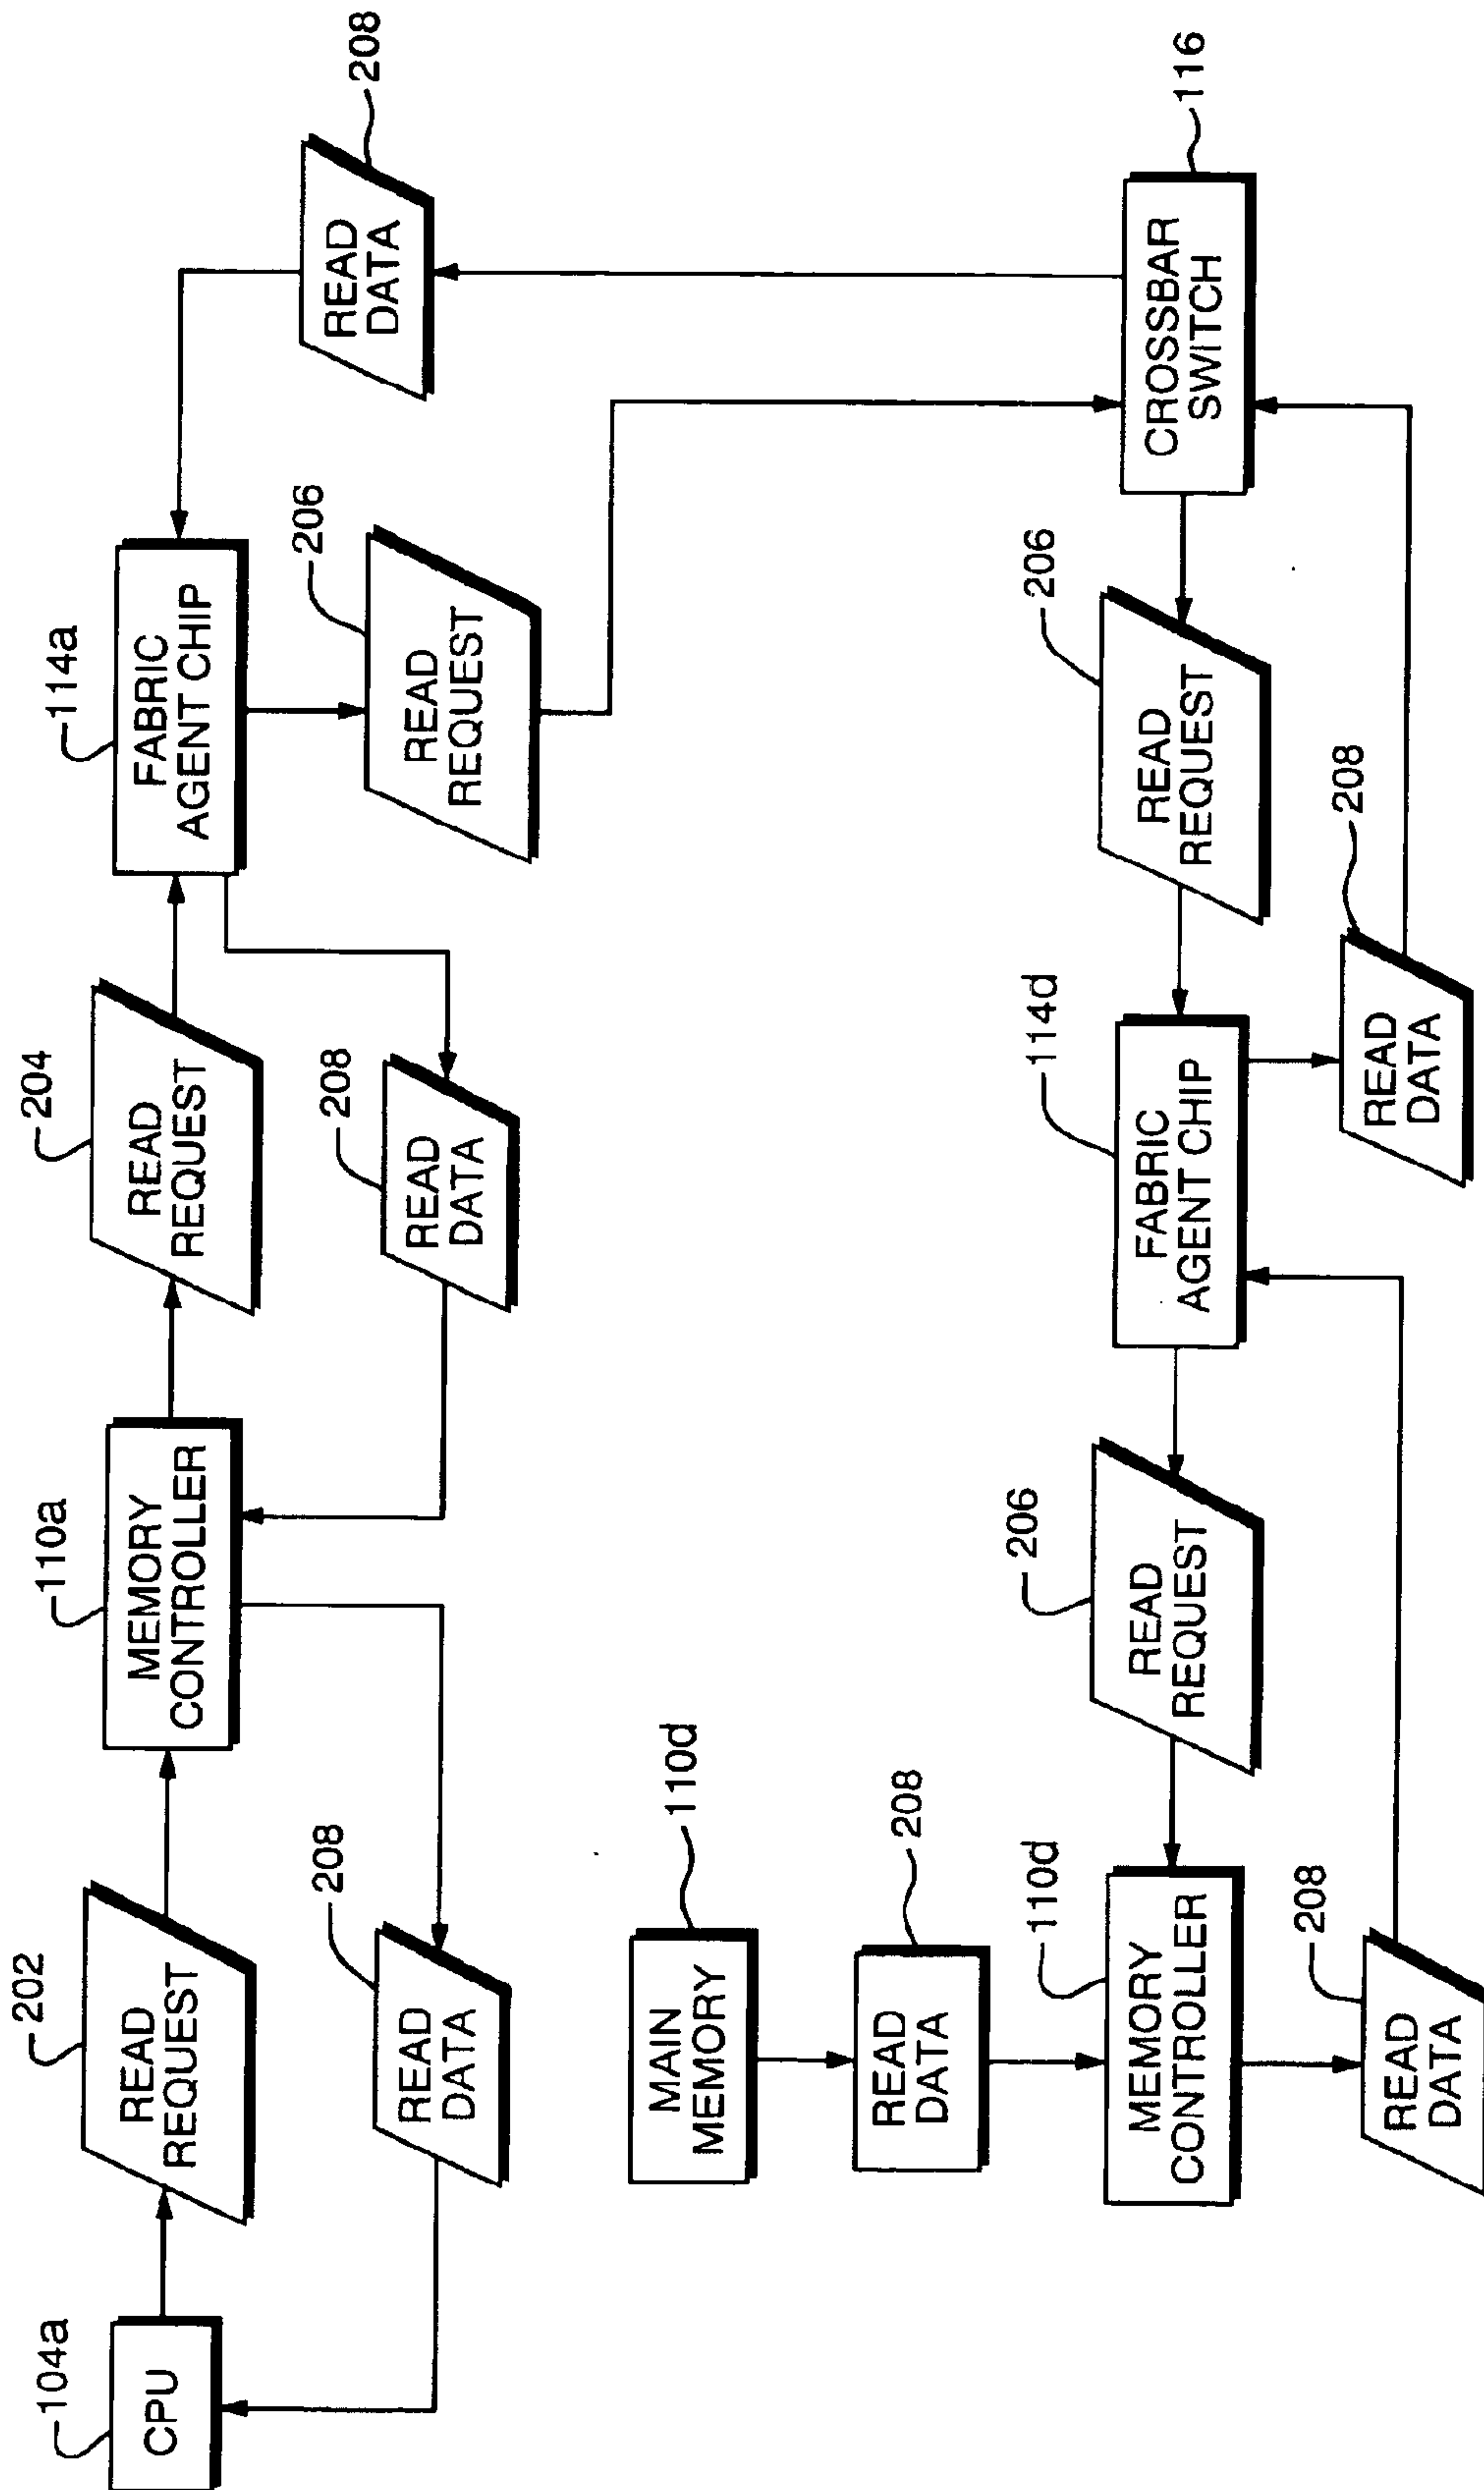 104a
CPU
202
READ
REQUEST
110a
MEMORY
CONTROLLER
204
READ
REQUEST
114a
FABRIC
AGENT CHIP
208
READ
DATA
208
READ
DATA
206
READ
REQUEST
208
READ
DATA
MAIN
MEMORY
110d
READ
DATA
208
110d
MEMORY
CONTROLLER
206
READ
REQUEST
114d
FABRIC
AGENT CHIP
206
READ
REQUEST
CROSSBAR
SWITCH
116
208
READ
DATA
READ
DATA
208